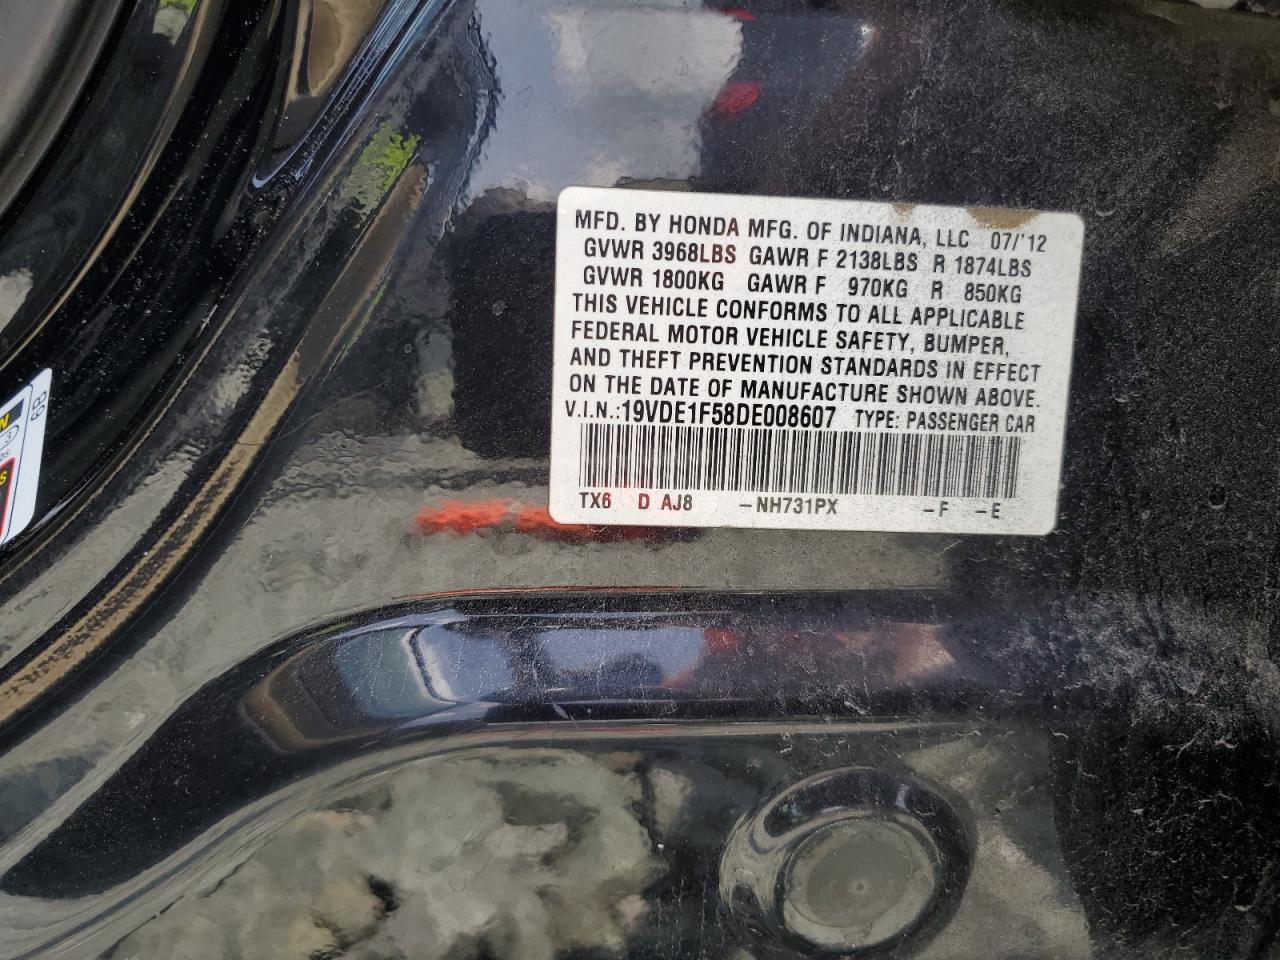 MFD. BY HONDA MFG. OF INDIANA, LLC 07/'12
GVWR 3968LBS GAWR F 2138LBS R 1874LBS
GVWR 1800KG GAWR F 970KG R 850KG
THIS VEHICLE CONFORMS TO ALL APPLICABLE
FEDERAL MOTOR VEHICLE SAFETY, BUMPER,
AND THEFT PREVENTION STANDARDS IN EFFECT
ON THE DATE OF MANUFACTURE SHOWN ABOVE.
V.I.N.:19VDE1F58DE008607 TYPE: PASSENGER CAR
TX6 D AJ8 -NH731PX -F -E